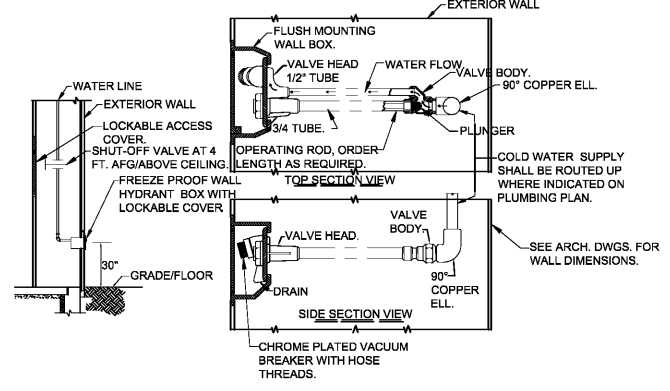 EXTERIOR WALL
FLUSH MOUNTING
WALL BOX.
VALVE HEAD
1/2" TUBE
WATER FLOW.
VALVE BODY.
90° COPPER ELL.
WATER LINE
EXTERIOR WALL
LOCKABLE ACCESS
COVER.
SHUT-OFF VALVE AT 4
FT. AFG/ABOVE CEILING.
FREEZE PROOF WALL
HYDRANT BOX WITH
LOCKABLE COVER
30"
GRADE/FLOOR
3/4 TUBE.
PLUNGER
OPERATING ROD, ORDER
LENGTH AS REQUIRED.
TOP SECTION VIEW
COLD WATER SUPPLY
SHALL BE ROUTED UP
WHERE INDICATED ON
PLUMBING PLAN.
VALVE HEAD.
VALVE
BODY.
SEE ARCH. DWGS. FOR
WALL DIMENSIONS.
90°
COPPER
ELL.
DRAIN
SIDE SECTION VIEW
CHROME PLATED VACUUM
BREAKER WITH HOSE
THREADS.